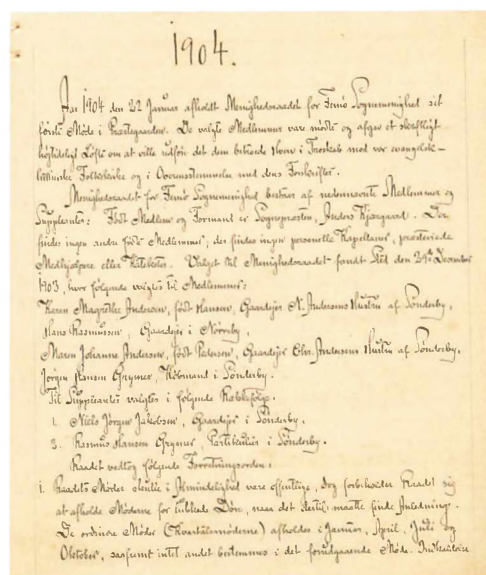 1904.
Aar 1904 den 22 Januar afholdt Menighedsraadet for Femø Sognemenighed sit
første Møde i Præstegaarden. De valgte Medlemmer vare mødte og afgav et skriftligt
højtideligt Løfte om at ville udføre det dem betroede Hverv i Troskab mod vor evangelisk-
lutherske Folkekirke og i Overensstemmelse med dens Forskrifter.
Menighedsraadet for Femø Sognemenighed bestaar af nedennævnte Medlemmer og
Suppleanter: Født Medlem og Formand er Sognepræsten, Anders Kjærgaard. Der
findes ingen andre fødte Medlemmer, der findes ingen personelle Kapellaner, præsteviede
Medhjælpere eller Kateketer. Valget til Menighedsraadet fandt Sted den 29de December
1903, hvor følgende valgtes til Medlemmer:
Karen Magrethe Andersen, født Hansen, Gaardejer N. Andersens Hustru af Sønderby,
Hans Rasmussen, Gaardejer i Nørreby,
Maren Johanne Andersen, født Pedersen, Gaardejer Chr. Andersens Hustru af Sønderby,
Jørgen Hansen Grymer, Købmand i Sønderby.
Til Suppleanter valgtes i følgende Rækkefølge.
1. Niels Jørgen Jakobsen, Gaardejer i Sønderby.
2. Rasmus Hansen Grymer, Partikulier i Sønderby.
Raadet vedtog følgende Forretningsorden:
1. Raadets Møder skulle i Almindelighed være offentlige, dog forbeholder Raadet sig
at afholde Møderne for lukkede Døre, naar det dertil maatte finde Anledning.
De ordinære Møder (Kvartalsmøderne) afholdes i Januar, April, Juli og
Oktober, saafremt intet andet bestemmes i det forudgaaende Møde. Indkaldelse